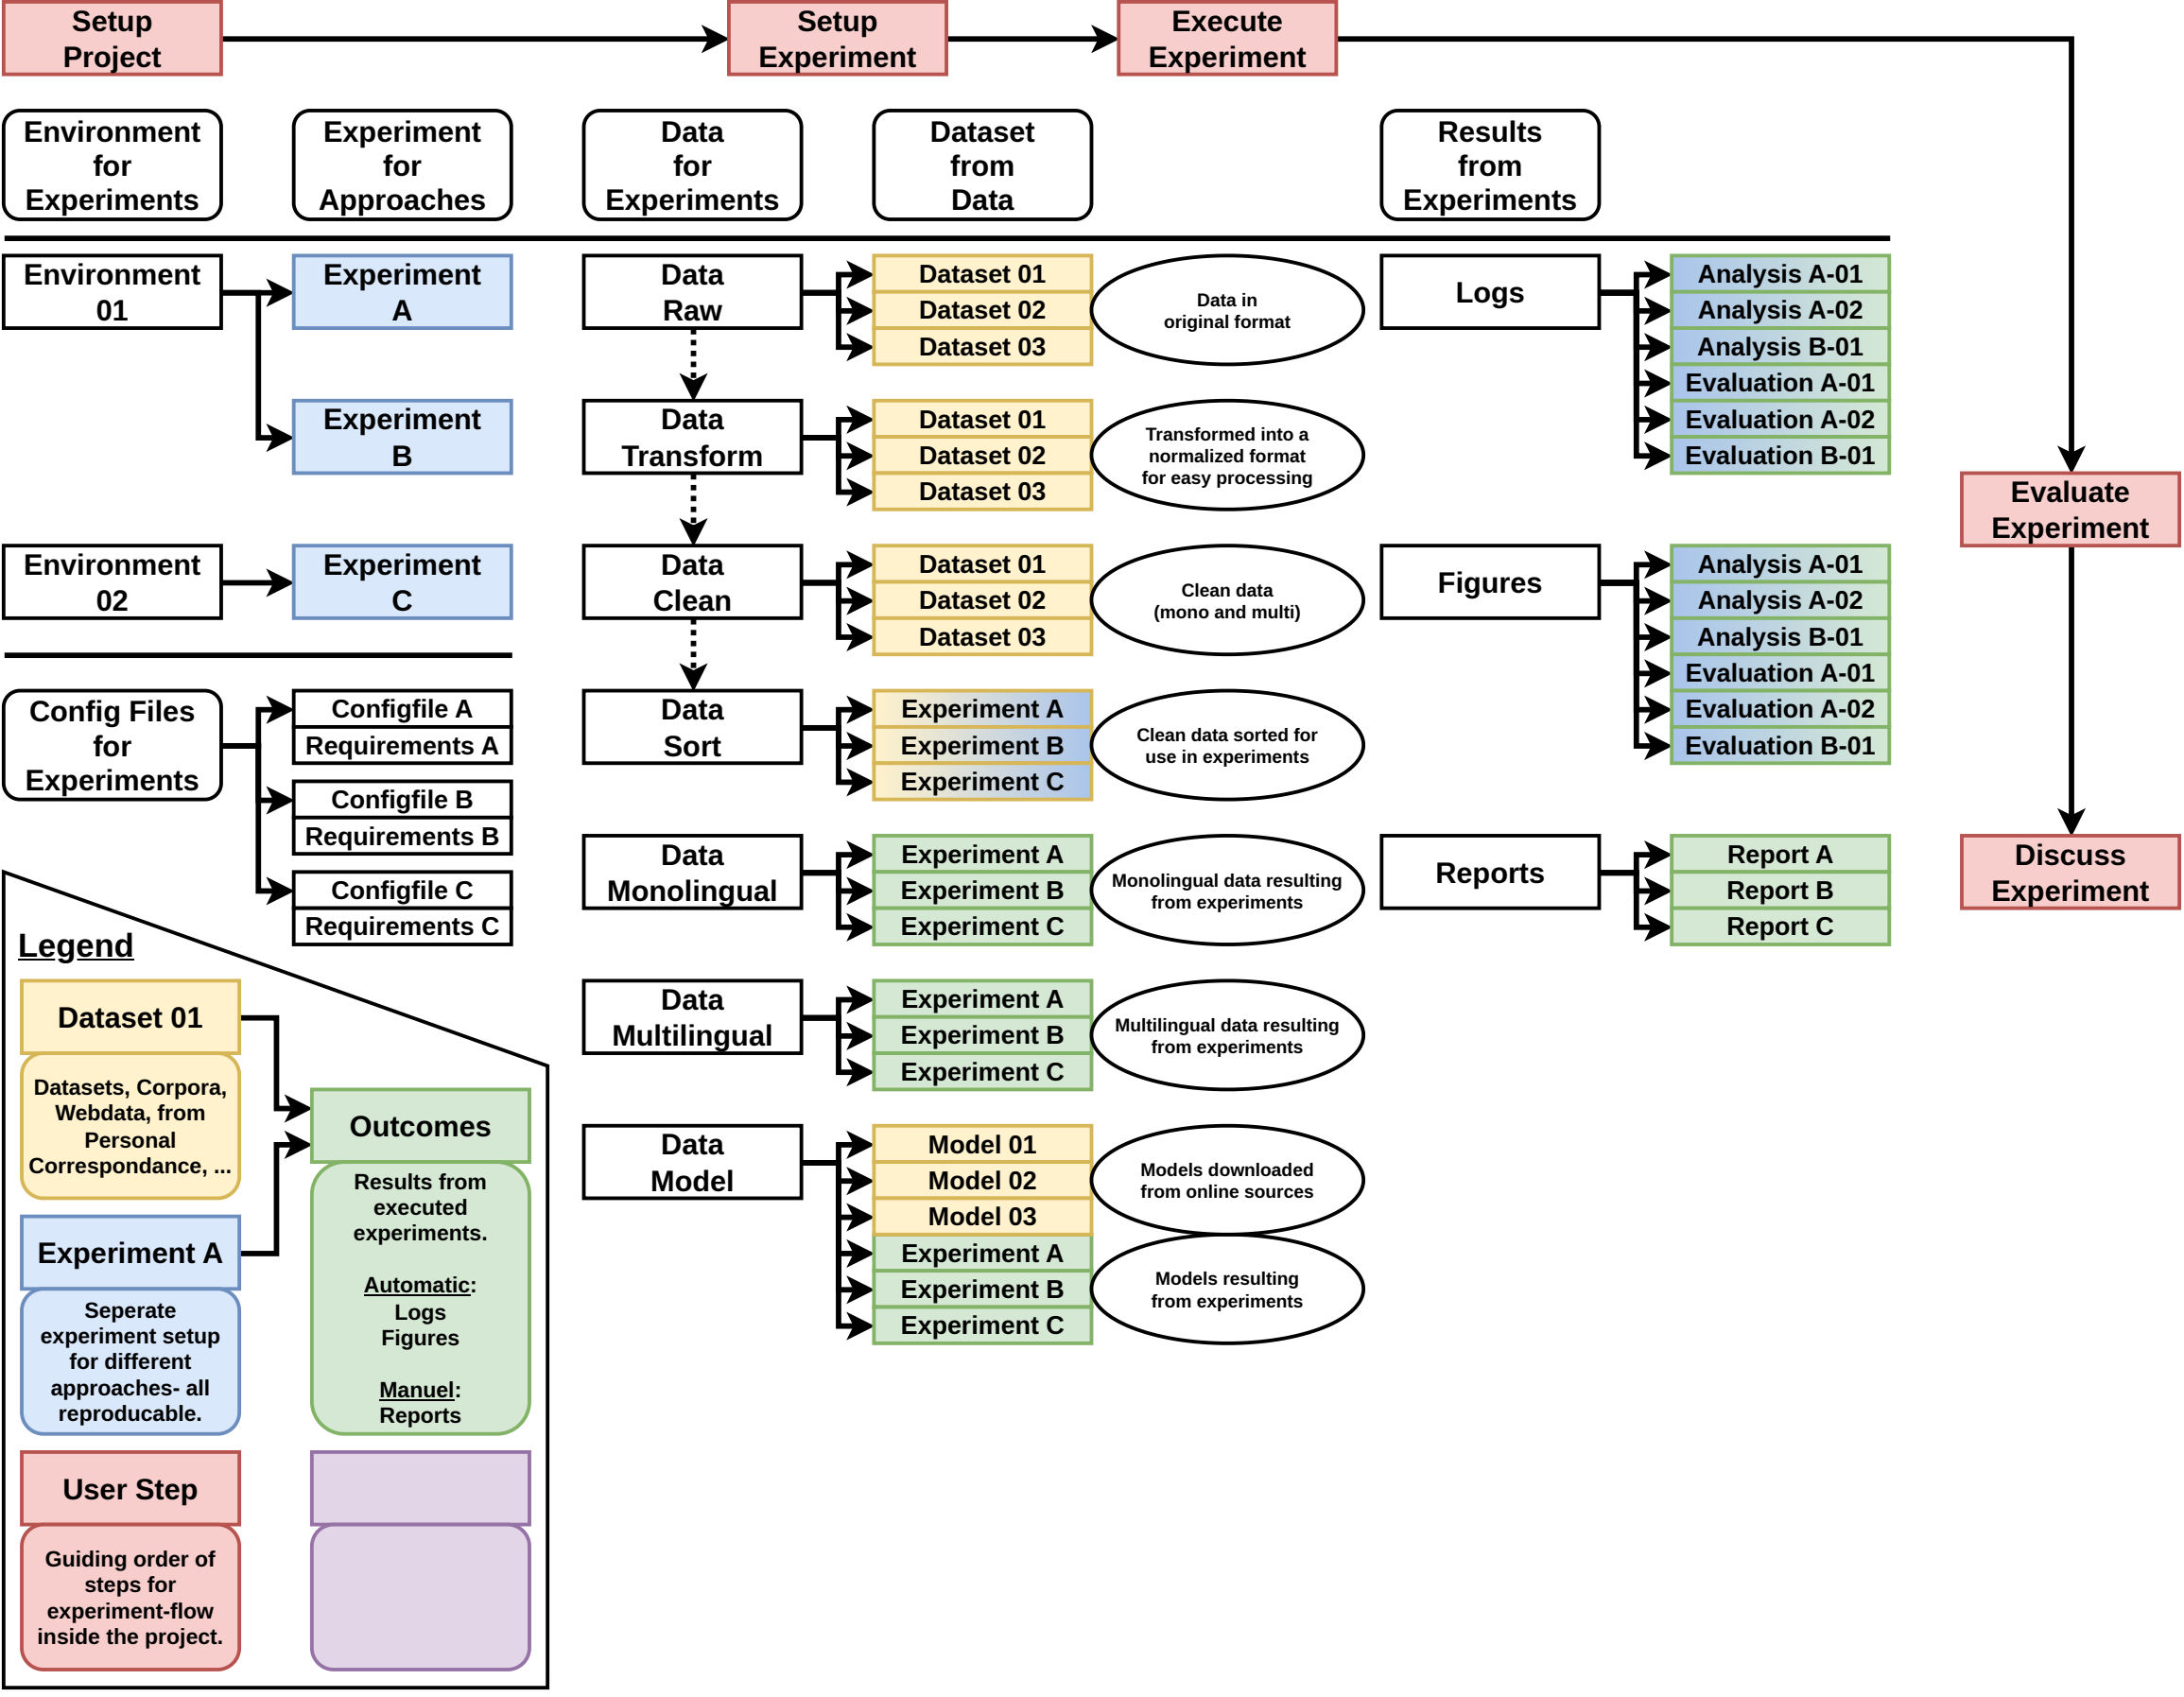 Setup
Project
Setup
Experiment
Execute
Experiment
Environment
for
Experiments
Experiment
for
Approaches
Data
for
Experiments
Dataset
from
Data
Results
from
Experiments
Environment
01
Experiment
A
Experiment
B
Environment
02
Experiment
C
Config Files
for
Experiments
Configfile A
Requirements A
Configfile B
Requirements B
Configfile C
Requirements C
Data
Raw
Dataset 01
Dataset 02
Dataset 03
Data in
original format
Data
Transform
Dataset 01
Dataset 02
Dataset 03
Transformed into a
normalized format
for easy processing
Data
Clean
Dataset 01
Dataset 02
Dataset 03
Clean data
(mono and multi)
Data
Sort
Experiment A
Experiment B
Experiment C
Clean data sorted for
use in experiments
Data
Monolingual
Experiment A
Experiment B
Experiment C
Monolingual data resulting
from experiments
Data
Multilingual
Experiment A
Experiment B
Experiment C
Multilingual data resulting
from experiments
Data
Model
Model 01
Model 02
Model 03
Experiment A
Experiment B
Experiment C
Models downloaded
from online sources
Models resulting
from experiments
Logs
Analysis A-01
Analysis A-02
Analysis B-01
Evaluation A-01
Evaluation A-02
Evaluation B-01
Figures
Analysis A-01
Analysis A-02
Analysis B-01
Evaluation A-01
Evaluation A-02
Evaluation B-01
Reports
Report A
Report B
Report C
Evaluate
Experiment
Discuss
Experiment
Legend
Dataset 01
Datasets, Corpora,
Webdata, from
Personal
Correspondance, ...
Experiment A
Seperate
experiment setup
for different
approaches- all
reproducable.
User Step
Guiding order of
steps for
experiment-flow
inside the project.
Outcomes
Results from
executed
experiments.
Automatic:
Logs
Figures
Manuel:
Reports